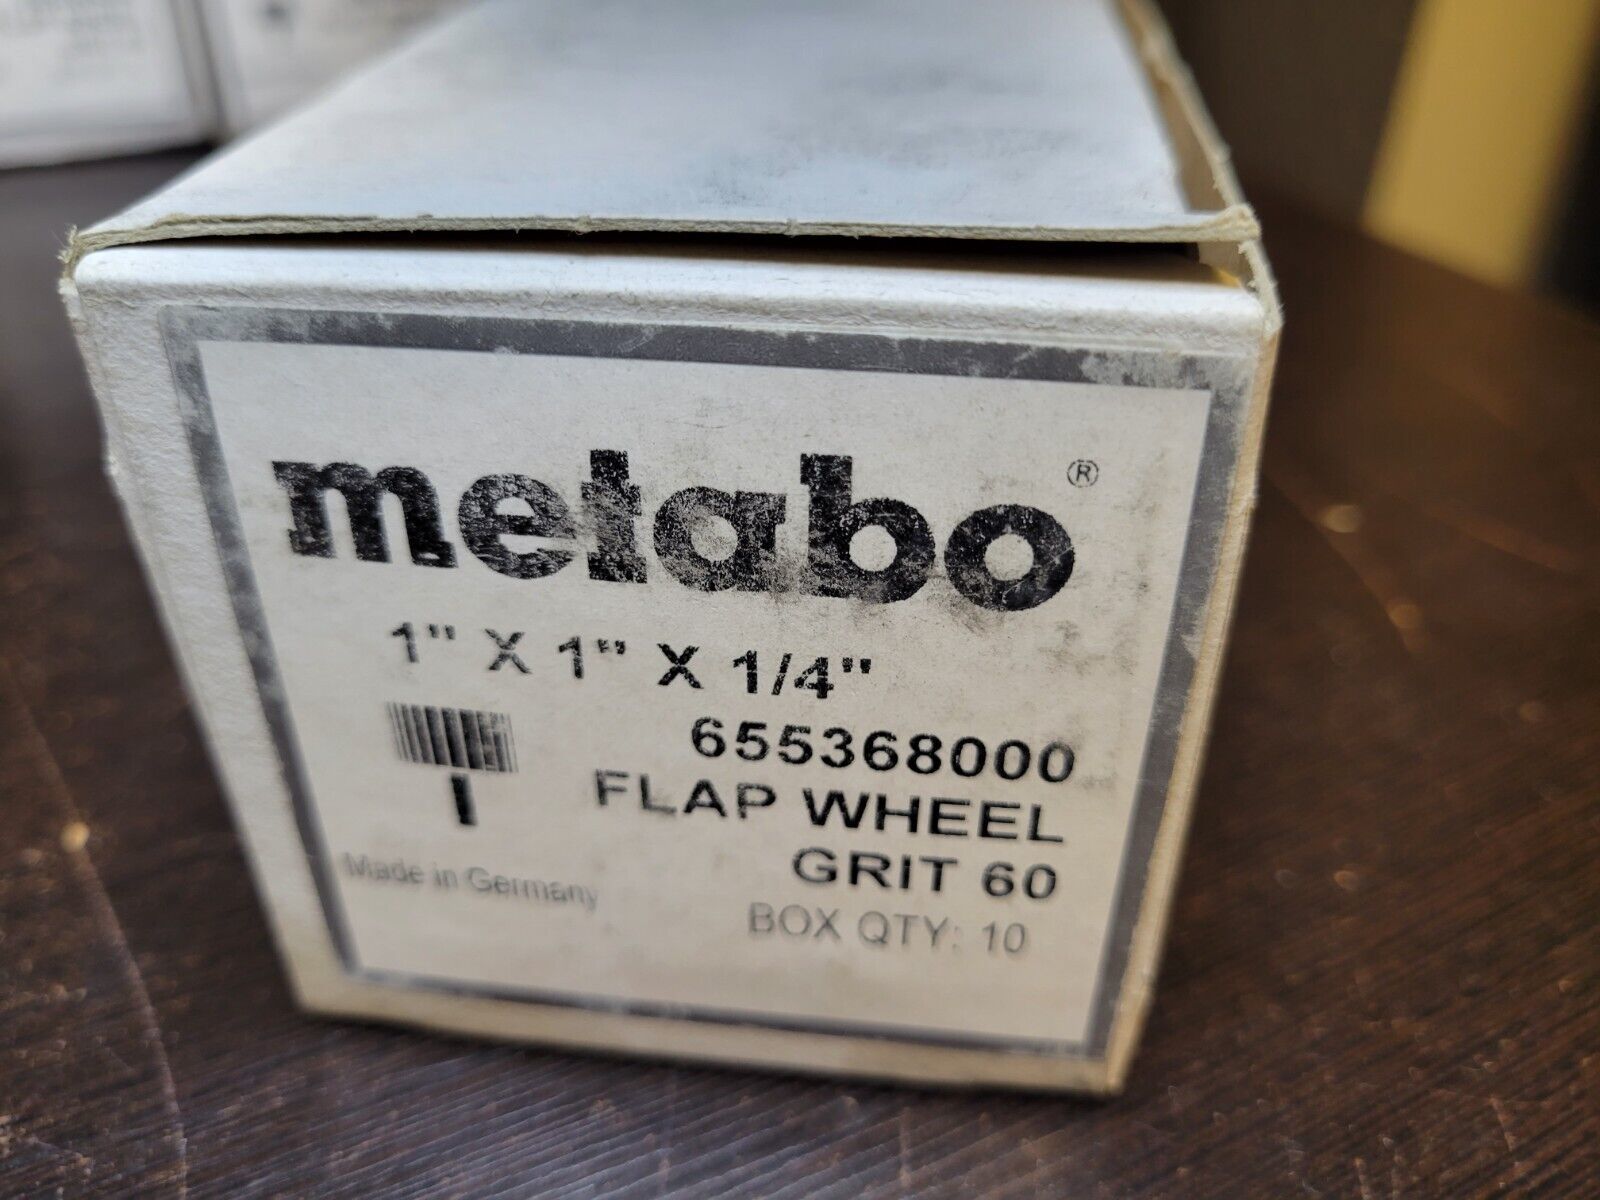 metabo®
1" X 1" X 1/4"
655368000
FLAP WHEEL
GRIT 60
Made in Germany
BOX QTY: 10